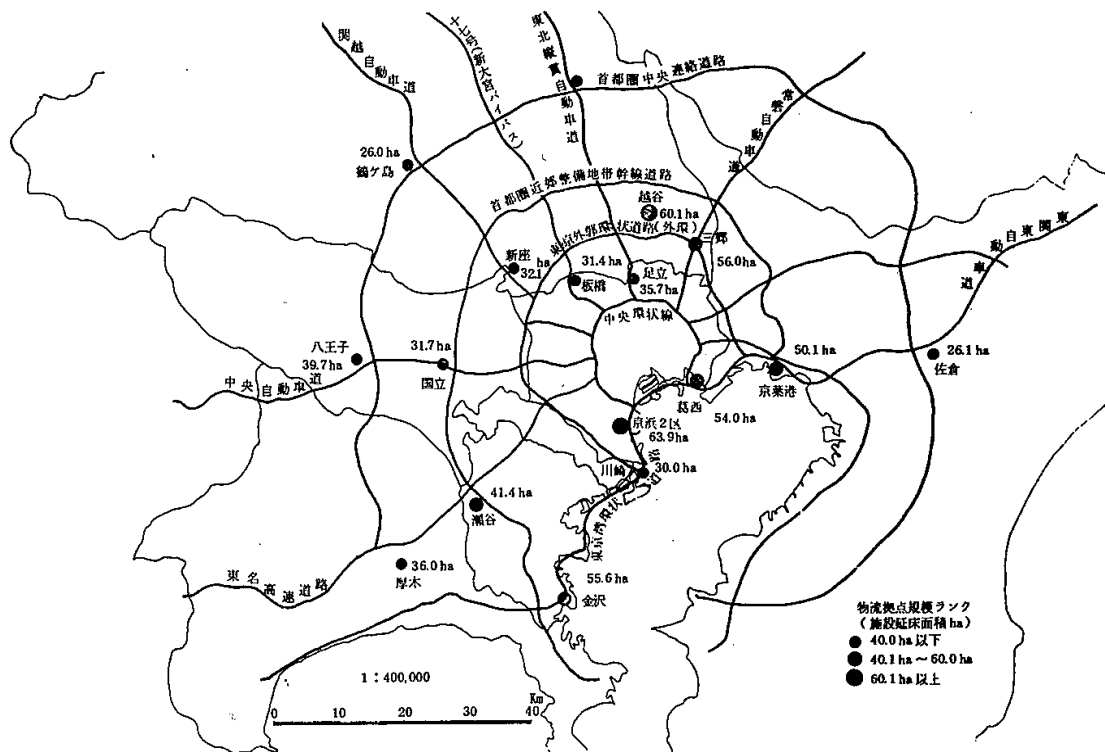 関越自動車道
十七号(新大宮バイパス)
東北縦貫自動車道
首都圏中央連絡道路
常磐自動車道
26.0 ha
鶴ケ島
首都圏近郊整備地帯幹線道路
越谷
60.1 ha
東京外郭環状道路(外環)
三郷
56.0 ha
東関東自動車道
新座
32.1 ha
31.4 ha
板橋
足立
35.7 ha
中央環状線
八王子
39.7 ha
31.7 ha
国立
中央自動車道
50.1 ha
京葉港
26.1 ha
佐倉
葛西
54.0 ha
京浜2区
63.9 ha
川崎
30.0 ha
東京湾環状道路
41.4 ha
瀬谷
36.0 ha
厚木
東名高速道路
55.6 ha
金沢
物流拠点規模ランク
(施設延床面積 ha)
40.0 ha 以下
40.1 ha ~ 60.0 ha
60.1 ha 以上
1 : 400,000
Km
0 10 20 30 40